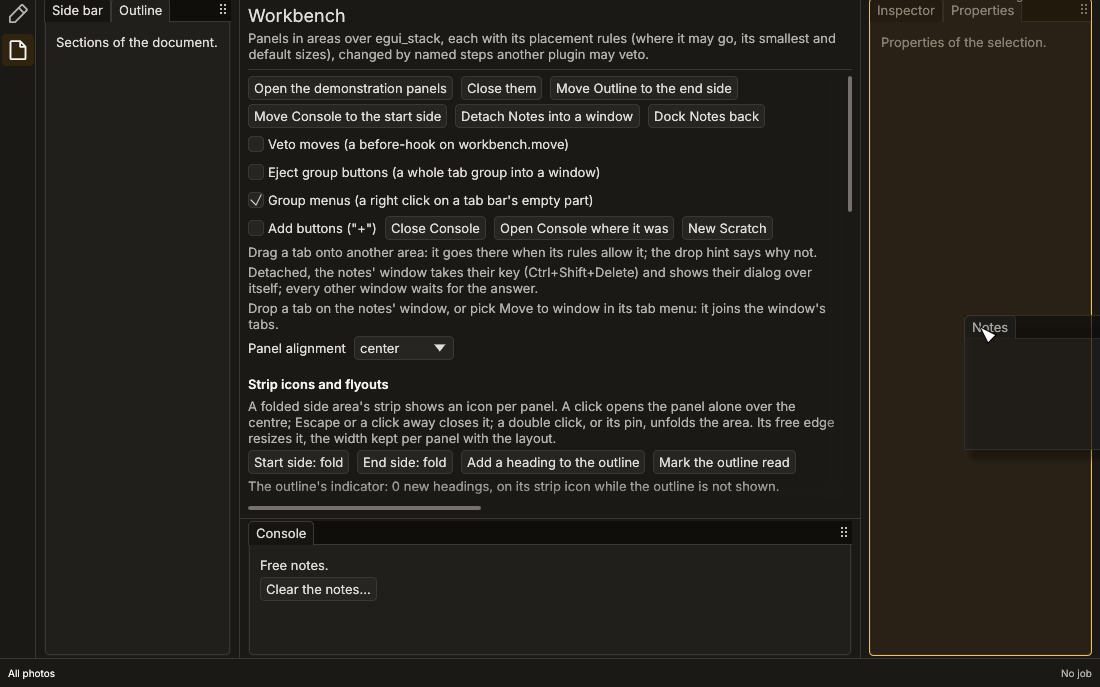 Side bar
Outline
Sections of the document.
Workbench
Panels in areas over egui_stack, each with its placement rules (where it may go, its smallest and
default sizes), changed by named steps another plugin may veto.
Open the demonstration panels
Close them
Move Outline to the end side
Move Console to the start side
Detach Notes into a window
Dock Notes back
Veto moves (a before-hook on workbench.move)
Eject group buttons (a whole tab group into a window)
Group menus (a right click on a tab bar's empty part)
Add buttons ("+")
Close Console
Open Console where it was
New Scratch
Drag a tab onto another area: it goes there when its rules allow it; the drop hint says why not.
Detached, the notes' window takes their key (Ctrl+Shift+Delete) and shows their dialog over
itself; every other window waits for the answer.
Drop a tab on the notes' window, or pick Move to window in its tab menu: it joins the window's
tabs.
Panel alignment
center
Strip icons and flyouts
A folded side area's strip shows an icon per panel. A click opens the panel alone over the
centre; Escape or a click away closes it; a double click, or its pin, unfolds the area. Its free edge
resizes it, the width kept per panel with the layout.
Start side: fold
End side: fold
Add a heading to the outline
Mark the outline read
The outline's indicator: 0 new headings, on its strip icon while the outline is not shown.
Console
Free notes.
Clear the notes...
Inspector
Properties
Properties of the selection.
Notes
All photos
No job